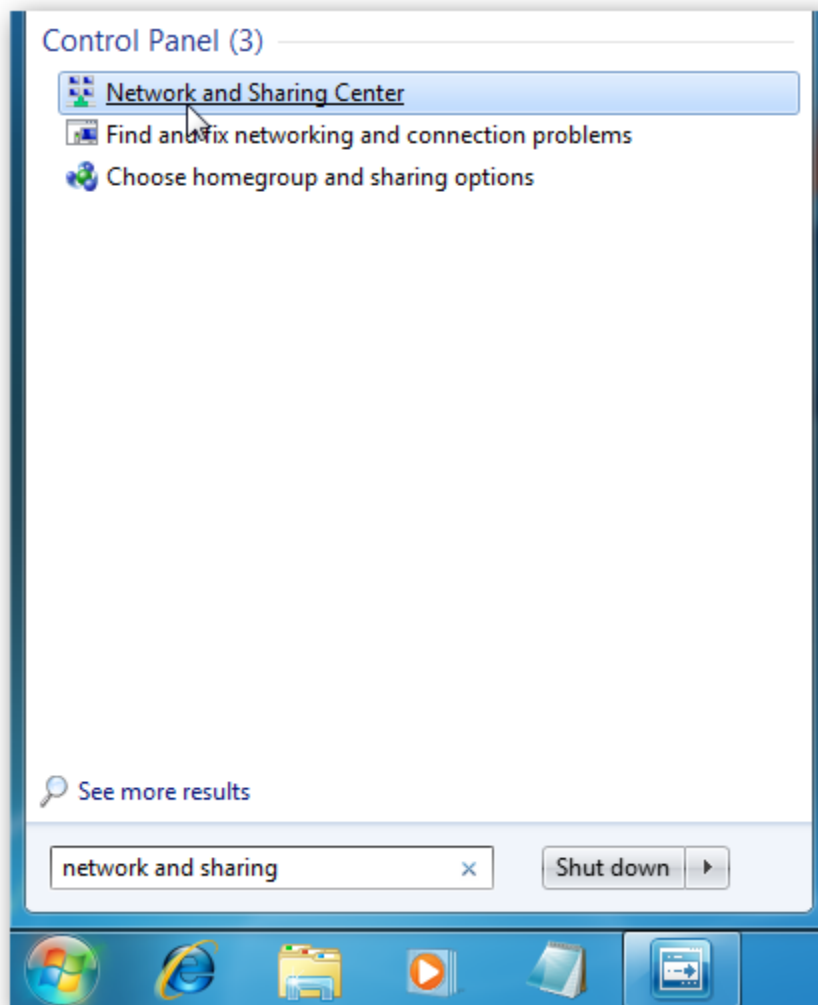 Control Panel (3)
Network and Sharing Center
Find and fix networking and connection problems
Choose homegroup and sharing options
See more results
network and sharing
Shut down